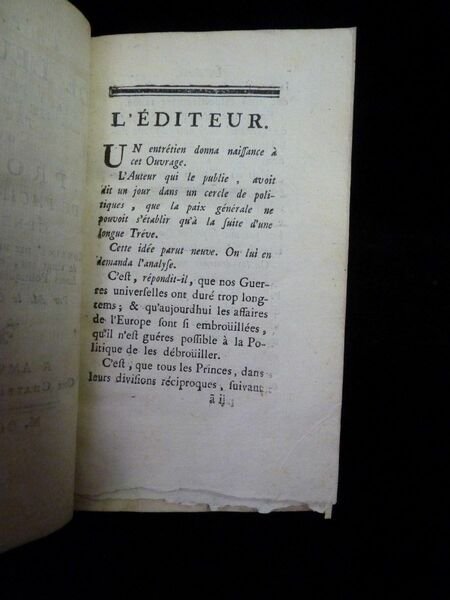 L'ÉDITEUR.
UN entrétien donna naissance à
cet Ouvrage.
L'Auteur qui le publie, avoit
dit un jour dans un cercle de poli-
tiques, que la paix générale ne
pouvoit s'établir qu'à la suite d'une
longue Tréve.
Cette idée parut neuve. On lui en
demanda l'analyse.
C'est, répondit-il, que nos Guer-
res universelles ont duré trop long-
tems; & qu'aujourdhui les affaires
de l'Europe sont si embroüillées,
qu'il n'est guéres possible à la Po-
litique de les débroüiller.
C'est, que tous les Princes, dans
leurs divisions réciproques, suivant
ã ij